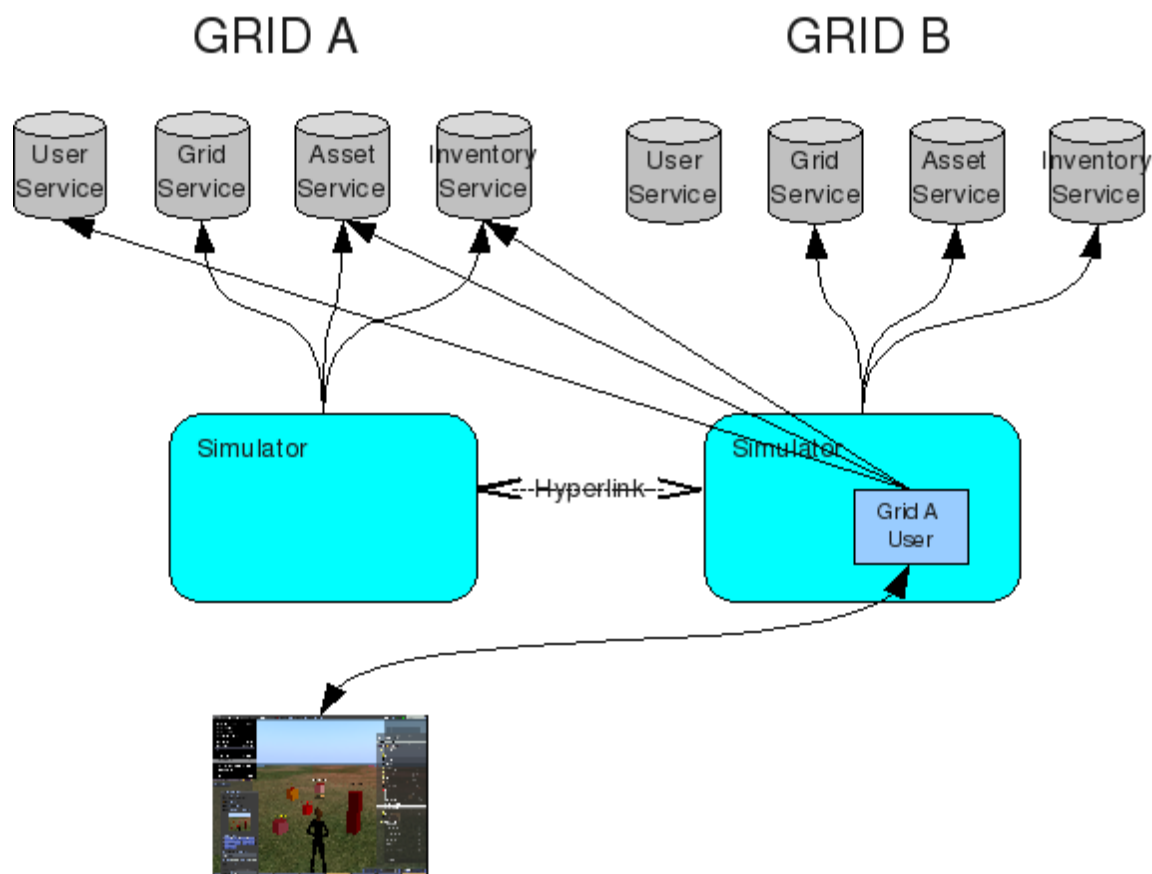 GRID A
GRID B
User
Service
Grid
Service
Asset
Service
Inventory
Service
User
Service
Grid
Service
Asset
Service
Inventory
Service
Simulator
Simulator
Hyperlink
Grid A
User